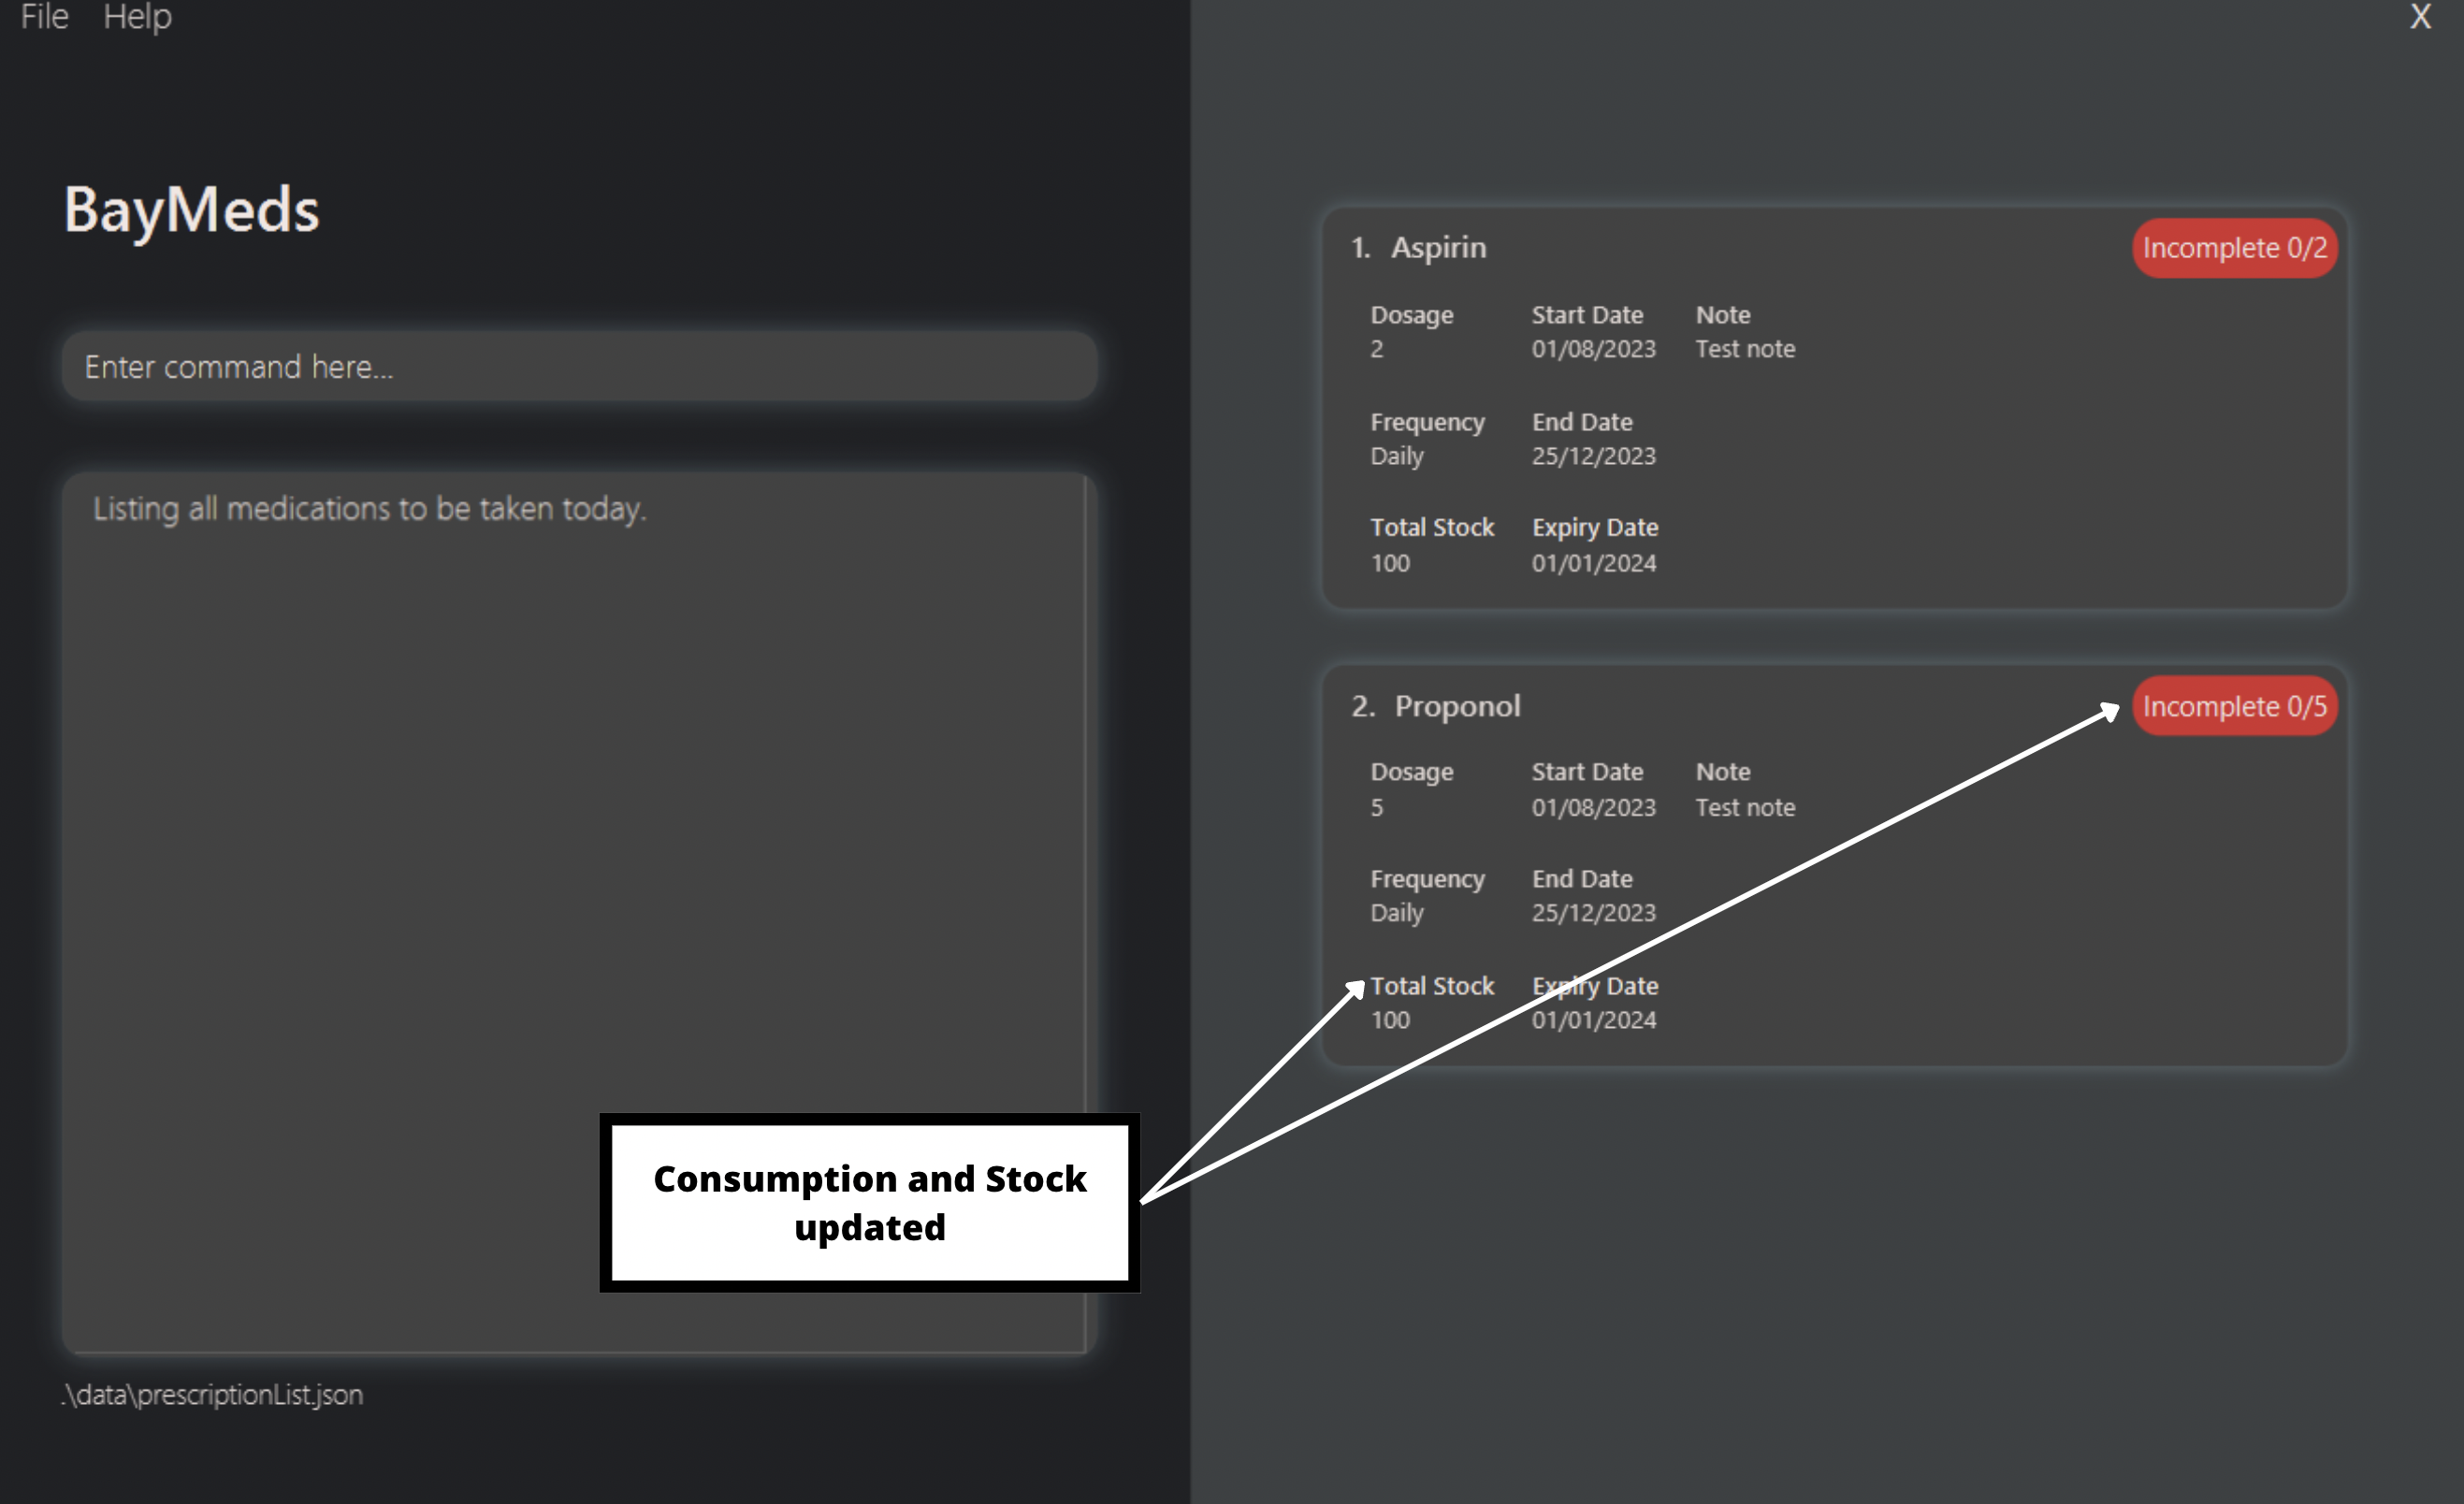 File Help X
BayMeds
Enter command here...
Listing all medications to be taken today.
.\data\prescriptionList.json
1. Aspirin Incomplete 0/2
Dosage Start Date Note
2 01/08/2023 Test note
Frequency End Date
Daily 25/12/2023
Total Stock Expiry Date
100 01/01/2024
2. Proponol Incomplete 0/5
Dosage Start Date Note
5 01/08/2023 Test note
Frequency End Date
Daily 25/12/2023
Total Stock Expiry Date
100 01/01/2024
Consumption and Stock
updated